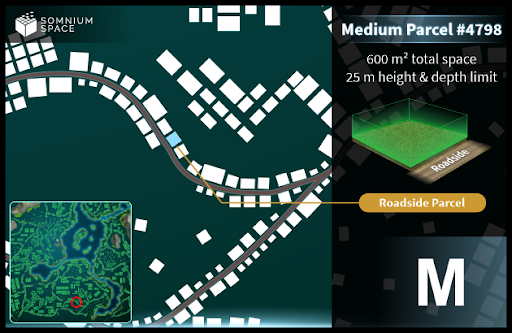 SOMNIUM
SPACE
Medium Parcel #4798
600 m² total space
25 m height & depth limit
Roadside
Roadside Parcel
M